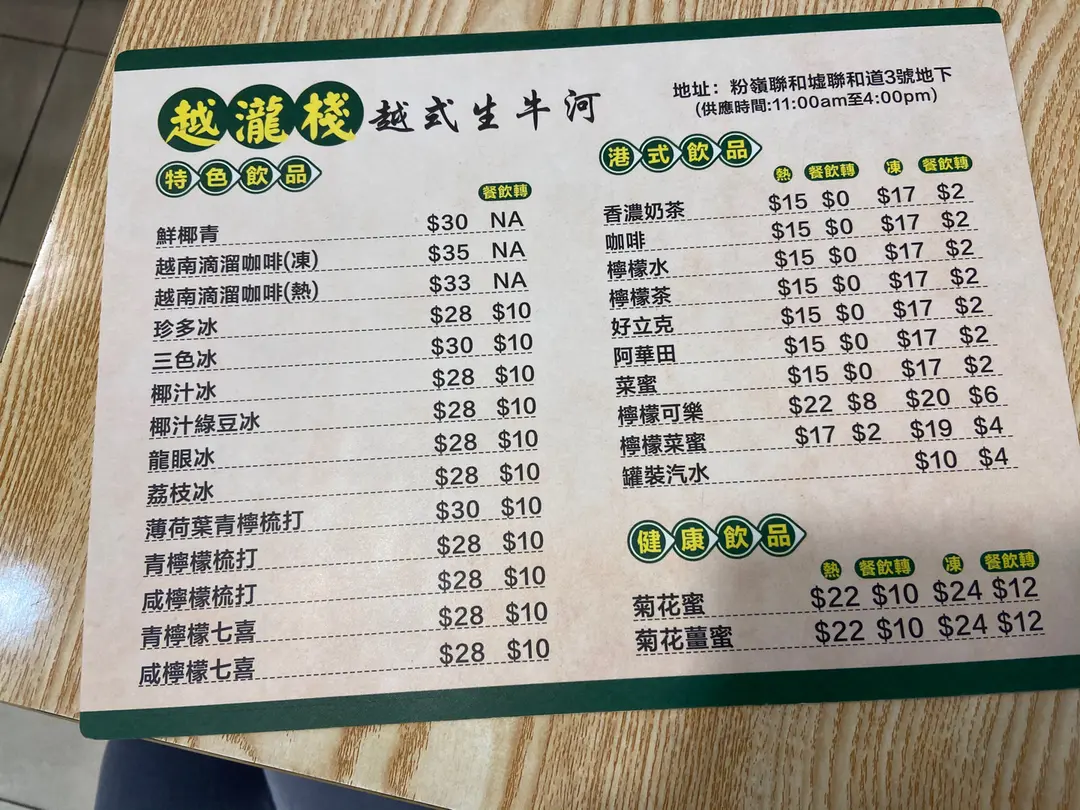 越瀧棧 越式生牛河
地址：粉嶺聯和墟聯和道3號地下
(供應時間:11:00am至4:00pm)
特色飲品
餐飲轉
鮮椰青 $30 NA
越南滴溜咖啡(凍) $35 NA
越南滴溜咖啡(熱) $33 NA
珍多冰 $28 $10
三色冰 $30 $10
椰汁冰 $28 $10
椰汁綠豆冰 $28 $10
龍眼冰 $28 $10
荔枝冰 $28 $10
薄荷葉青檸梳打 $30 $10
青檸檬梳打 $28 $10
咸檸檬梳打 $28 $10
青檸檬七喜 $28 $10
咸檸檬七喜 $28 $10
港式飲品
熱 餐飲轉 凍 餐飲轉
香濃奶茶 $15 $0 $17 $2
咖啡 $15 $0 $17 $2
檸檬水 $15 $0 $17 $2
檸檬茶 $15 $0 $17 $2
好立克 $15 $0 $17 $2
阿華田 $15 $0 $17 $2
菜蜜 $15 $0 $17 $2
檸檬可樂 $22 $8 $20 $6
檸檬菜蜜 $17 $2 $19 $4
罐裝汽水 $10 $4
健康飲品
熱 餐飲轉 凍 餐飲轉
菊花蜜 $22 $10 $24 $12
菊花薑蜜 $22 $10 $24 $12